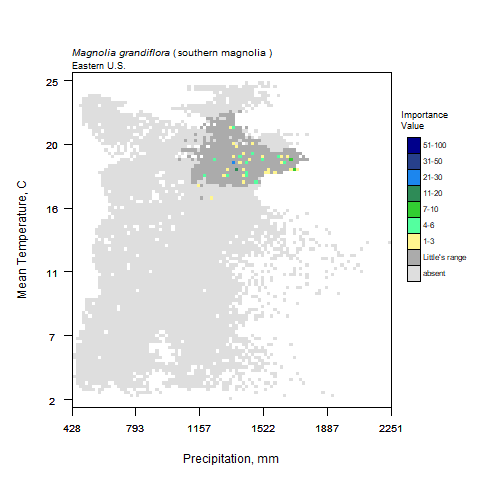 Magnolia grandiflora ( southern magnolia )
Eastern U.S.
25
20
16
11
7
2
Mean Temperature, C
428 793 1157 1522 1887 2251
Precipitation, mm
Importance
Value
51-100
31-50
21-30
11-20
7-10
4-6
1-3
Little's range
absent